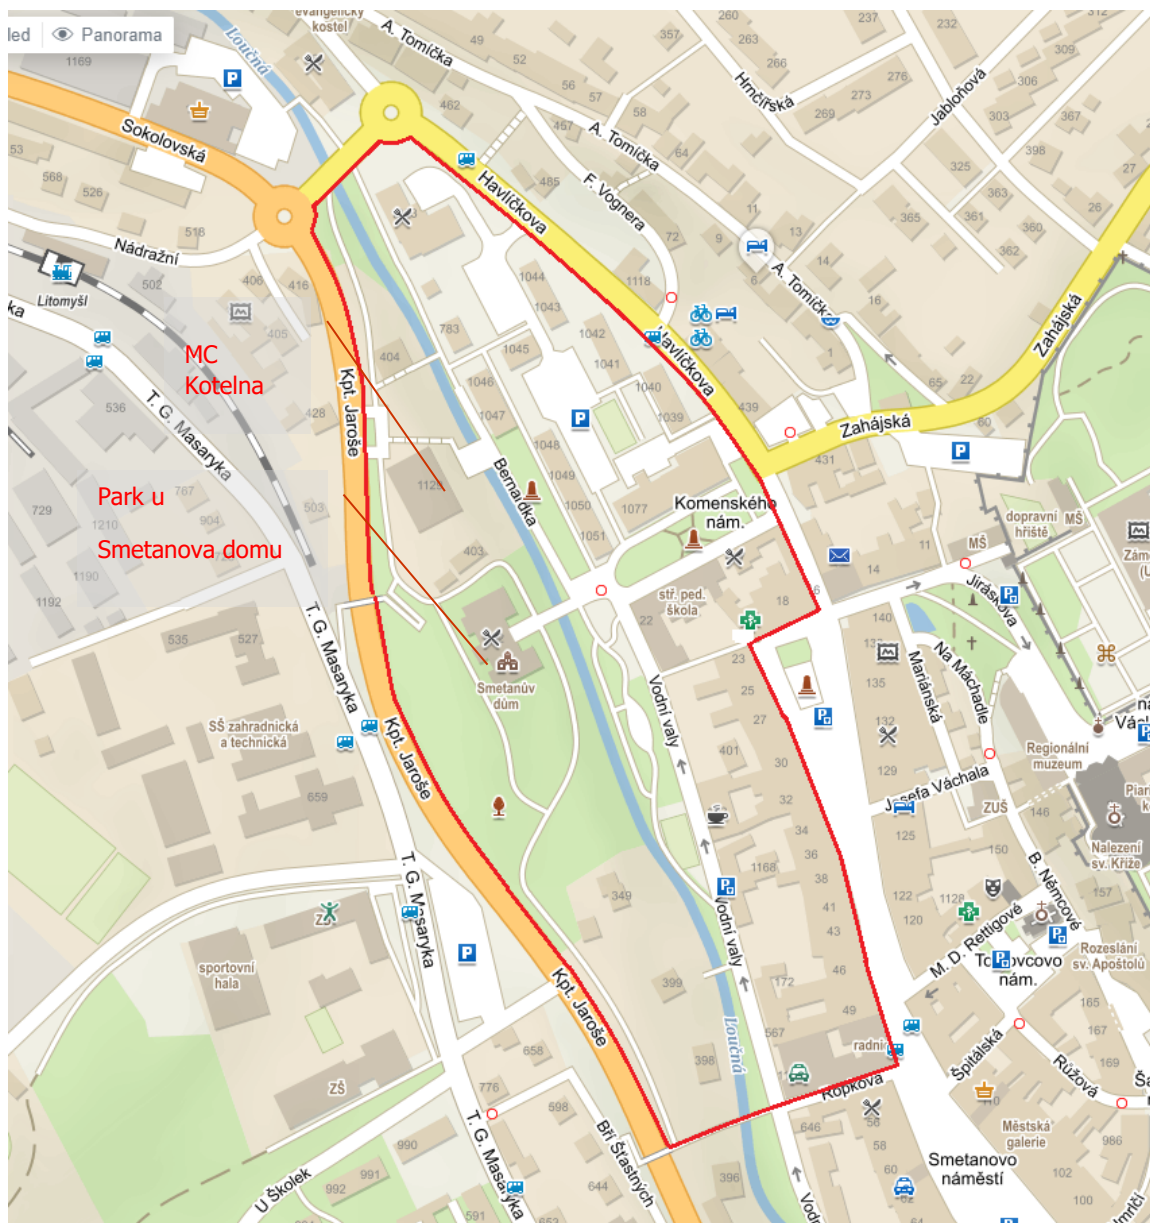 led
Panorama
evangelický
kostel
A. Tomíčka
49
52
56
57
58
357
260
263
266
Hrnčířská
269
273
276
Jabloňová
298
306
303
367
309
311
1169
P
Loučná
462
457
A. Tomíčka
64
Sokolovská
53
568
526
518
Nádražní
485
F. Vognera
Havlíčkova
11
9
13
14
16
72
1118
325
363
361
365
362
27
26
Litomyšl
502
406
416
405
A. Tomíčka
Zahájská
1044
1043
1042
1041
1040
1039
783
1045
1046
1047
1048
1049
1050
1051
404
MC
Kotelna
536
428
T. G. Masaryka
Kpt. Jaroše
Havlíčkova
439
1
65
22
60
Zahájská
431
P
P
Park u
Smetanova domu
729
767
1210
904
503
1190
1192
Bernardka
1077
403
Komenského
nám.
dopravní
hřiště
MŠ
MŠ
11
14
Jiráskova
stř. ped.
škola
18
22
23
25
27
401
30
32
34
36
38
41
43
46
49
1168
172
567
535
527
T. G. Masaryka
Smetanův
dům
Vodní valy
140
135
132
129
125
122
120
Mariánská
Na Máchadle
Josefa Váchala
ZUŠ
Regionální
muzeum
146
150
157
Nalezení
sv. Kříže
B. Němcové
SŠ zahradnická
a technická
659
Kpt. Jaroše
T. G. Masaryka
349
399
398
396
Vodní valy
1128
M. D. Rettigové
nám.
Rozeslání
sv. Apoštolů
sportovní
hala
P
Kpt. Jaroše
Loučná
Špitálská
Růžová
165
167
169
ZŠ
658
776
598
T. G. Masaryka
Bří Šťastných
Ropkova
646
56
58
60
62
64
Městská
galerie
986
102
100
Smetanovo
náměstí
U Školek
990
991
992
644